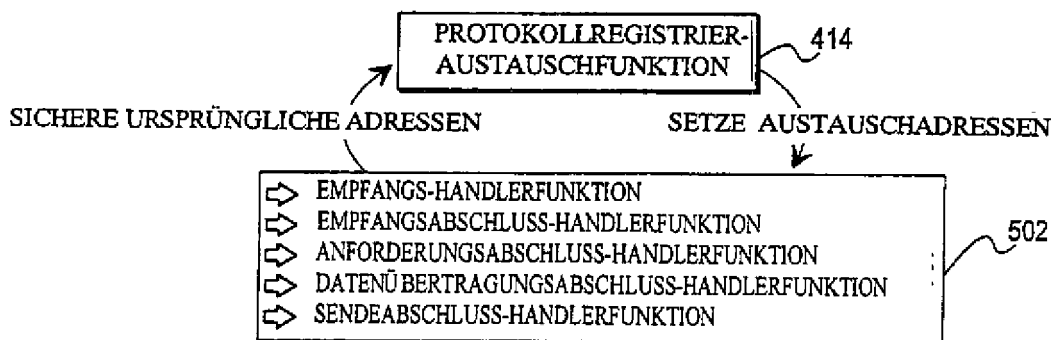 PROTOKOLLREGISTRIER-
AUSTAUSCHFUNKTION
414
SICHERE URSPRÜNGLICHE ADRESSEN
SETZE AUSTAUSCHADRESSEN
EMPFANGS-HANDLERFUNKTION
EMPFANGSABSCHLUSS-HANDLERFUNKTION
ANFORDERUNGSABSCHLUSS-HANDLERFUNKTION
DATENÜBERTRAGUNGSABSCHLUSS-HANDLERFUNKTION
SENDEABSCHLUSS-HANDLERFUNKTION
502